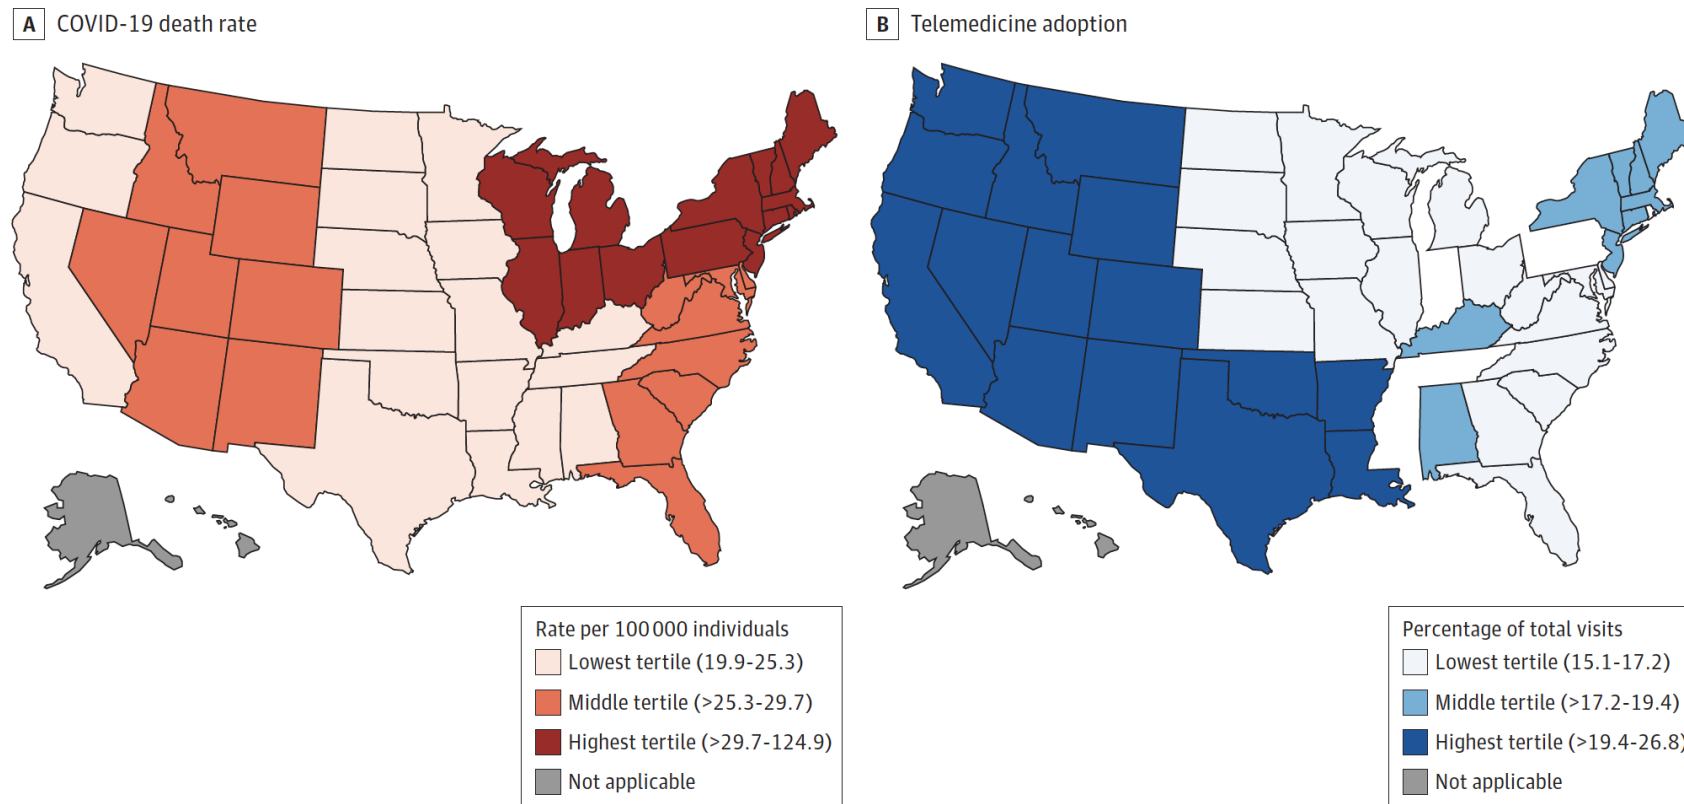 A COVID-19 death rate
B Telemedicine adoption
Rate per 100 000 individuals
Lowest tertile (19.9-25.3)
Middle tertile (>25.3-29.7)
Highest tertile (>29.7-124.9)
Not applicable
Percentage of total visits
Lowest tertile (15.1-17.2)
Middle tertile (>17.2-19.4)
Highest tertile (>19.4-26.8)
Not applicable